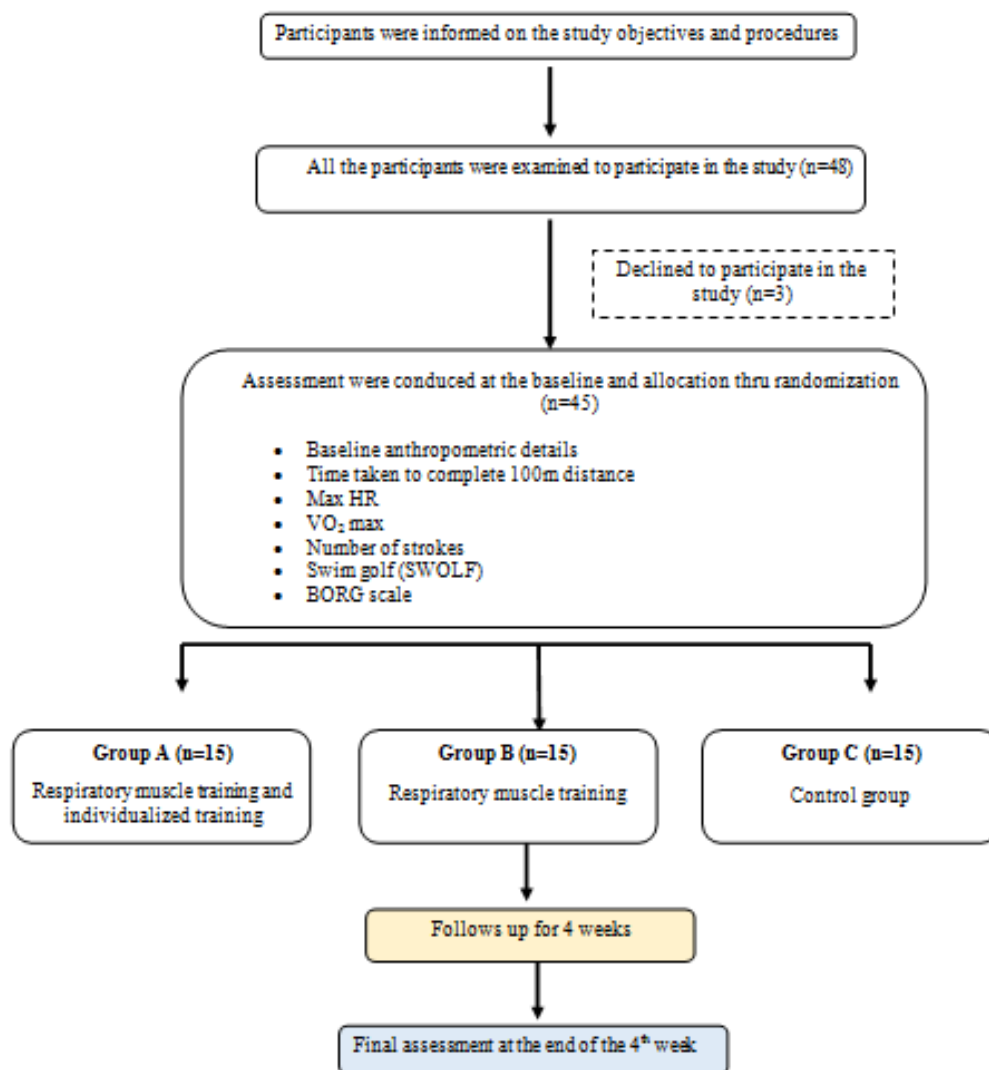 Participants were informed on the study objectives and procedures
All the participants were examined to participate in the study (n=48)
Declined to participate in the
study (n=3)
Assessment were conduced at the baseline and allocation thru randomization
(n=45)
• Baseline anthropometric details
• Time taken to complete 100m distance
• Max HR
• VO₂ max
• Number of strokes
• Swim golf (SWOLF)
• BORG scale
Group A (n=15)
Respiratory muscle training and
individualized training
Group B (n=15)
Respiratory muscle training
Group C (n=15)
Control group
Follows up for 4 weeks
Final assessment at the end of the 4th week